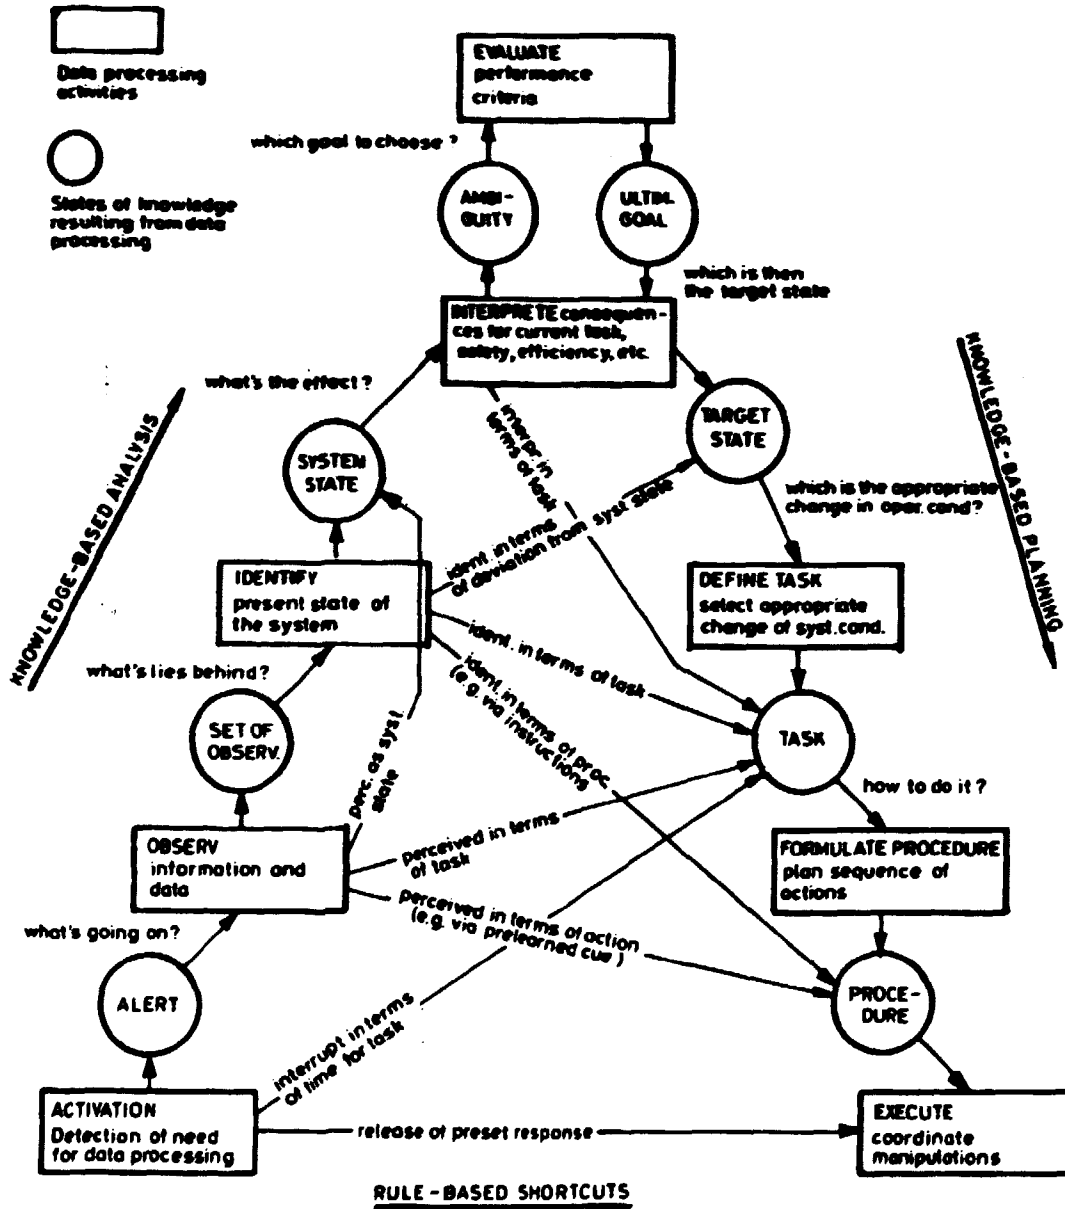 Data processing
activities
States of knowledge
resulting from data
processing
EVALUATE
performance
criteria
which goal to choose?
AMBI-
GUITY
ULTIM.
GOAL
which is then
the target state
INTERPRETE consequen-
ces for current task,
safety, efficiency, etc.
what's the effect?
SYSTEM
STATE
TARGET
STATE
interpr. in
terms of task
ident. in terms
of deviation from syst state
which is the appropriate
change in oper. cond?
KNOWLEDGE-BASED ANALYSIS
KNOWLEDGE-BASED PLANNING
IDENTIFY
present state of
the system
DEFINE TASK
select appropriate
change of syst. cond.
ident. in terms of task
ident. in terms of proc
(e.g. via instructions
what's lies behind?
SET OF
OBSERV.
TASK
perc. as syst
state
how to do it?
OBSERV
information and
data
perceived in terms
of task
FORMULATE PROCEDURE
plan sequence of
actions
perceived in terms of action
(e.g. via prelearned cue)
what's going on?
ALERT
PROCE-
DURE
interrupt in terms
of time for task
ACTIVATION
Detection of need
for data processing
release of preset response
EXECUTE
coordinate
manipulations
RULE-BASED SHORTCUTS